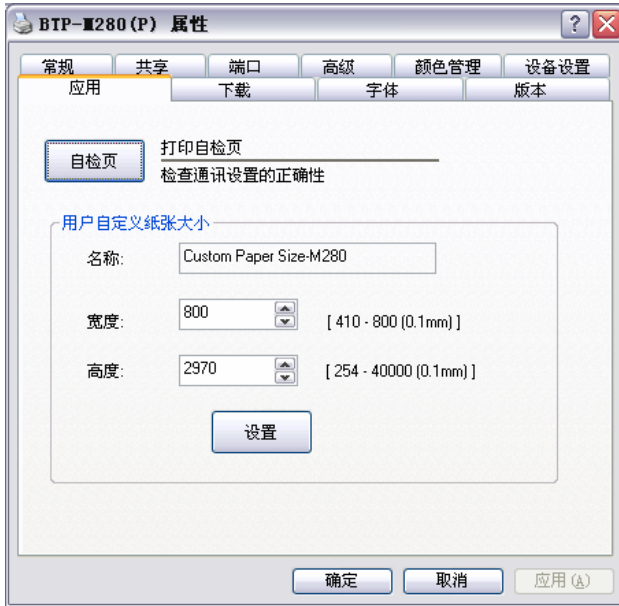 BTP-M280(P) 属性
常规 共享 端口 高级 颜色管理 设备设置
应用 下载 字体 版本
自检页
打印自检页
检查通讯设置的正确性
用户自定义纸张大小
名称: Custom Paper Size-M280
宽度: 800 [ 410 - 800 (0.1mm) ]
高度: 2970 [ 254 - 40000 (0.1mm) ]
设置
确定 取消 应用(A)